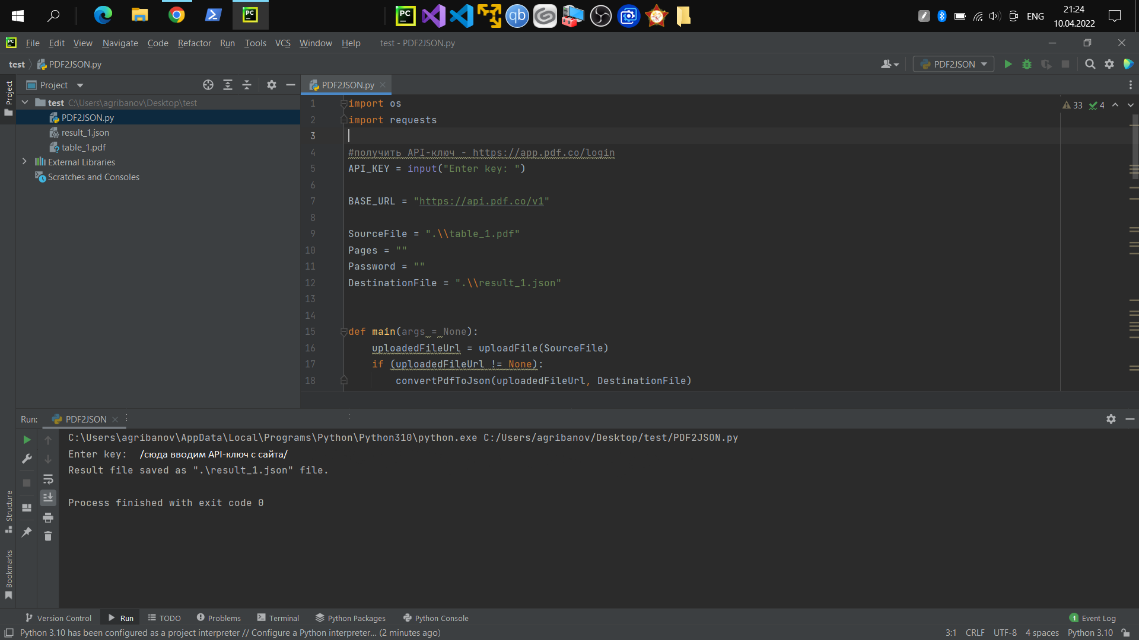 21:24
ENG
10.04.2022
File Edit View Navigate Code Refactor Run Tools VCS Window Help test - PDF2JSON.py
test PDF2JSON.py
PDF2JSON
Project
Project
PDF2JSON.py
test C:\Users\agribanov\Desktop\test
PDF2JSON.py
result_1.json
table_1.pdf
External Libraries
Scratches and Consoles
33 4
1 import os
2 import requests
3
4 #получить API-ключ - https://app.pdf.co/login
5 API_KEY = input("Enter key: ")
6
7 BASE_URL = "https://api.pdf.co/v1"
8
9 SourceFile = ".\\table_1.pdf"
10 Pages = ""
11 Password = ""
12 DestinationFile = ".\\result_1.json"
13
14
15 def main(args = None):
16 uploadedFileUrl = uploadFile(SourceFile)
17 if (uploadedFileUrl != None):
18 convertPdfToJson(uploadedFileUrl, DestinationFile)
Run: PDF2JSON
C:\Users\agribanov\AppData\Local\Programs\Python\Python310\python.exe C:/Users/agribanov/Desktop/test/PDF2JSON.py
Enter key: /сюда вводим API-ключ с сайта/
Result file saved as ".\result_1.json" file.
Process finished with exit code 0
Structure
Bookmarks
Version Control Run TODO Problems Terminal Python Packages Python Console 1 Event Log
Python 3.10 has been configured as a project interpreter // Configure a Python interpreter... (2 minutes ago) 3:1 CRLF UTF-8 4 spaces Python 3.10